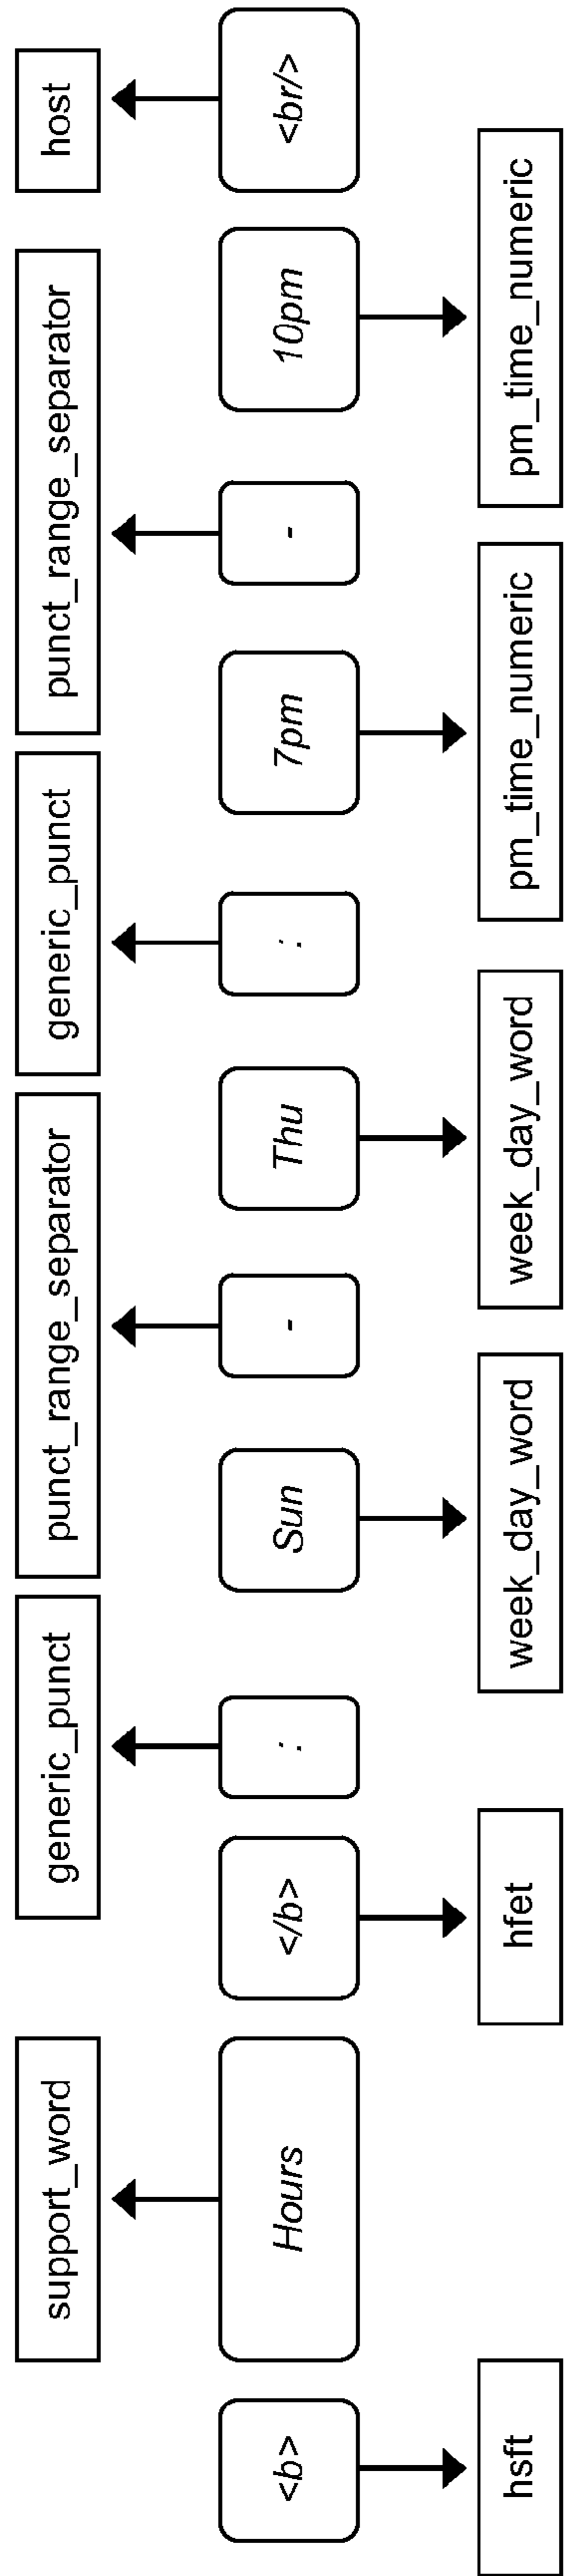 support_word
generic_punct
punct_range_separator
generic_punct
punct_range_separator
host
<b>
Hours
</b>
:
Sun
-
Thu
:
7pm
-
10pm
<br/>
hsft
hfet
week_day_word
week_day_word
pm_time_numeric
pm_time_numeric